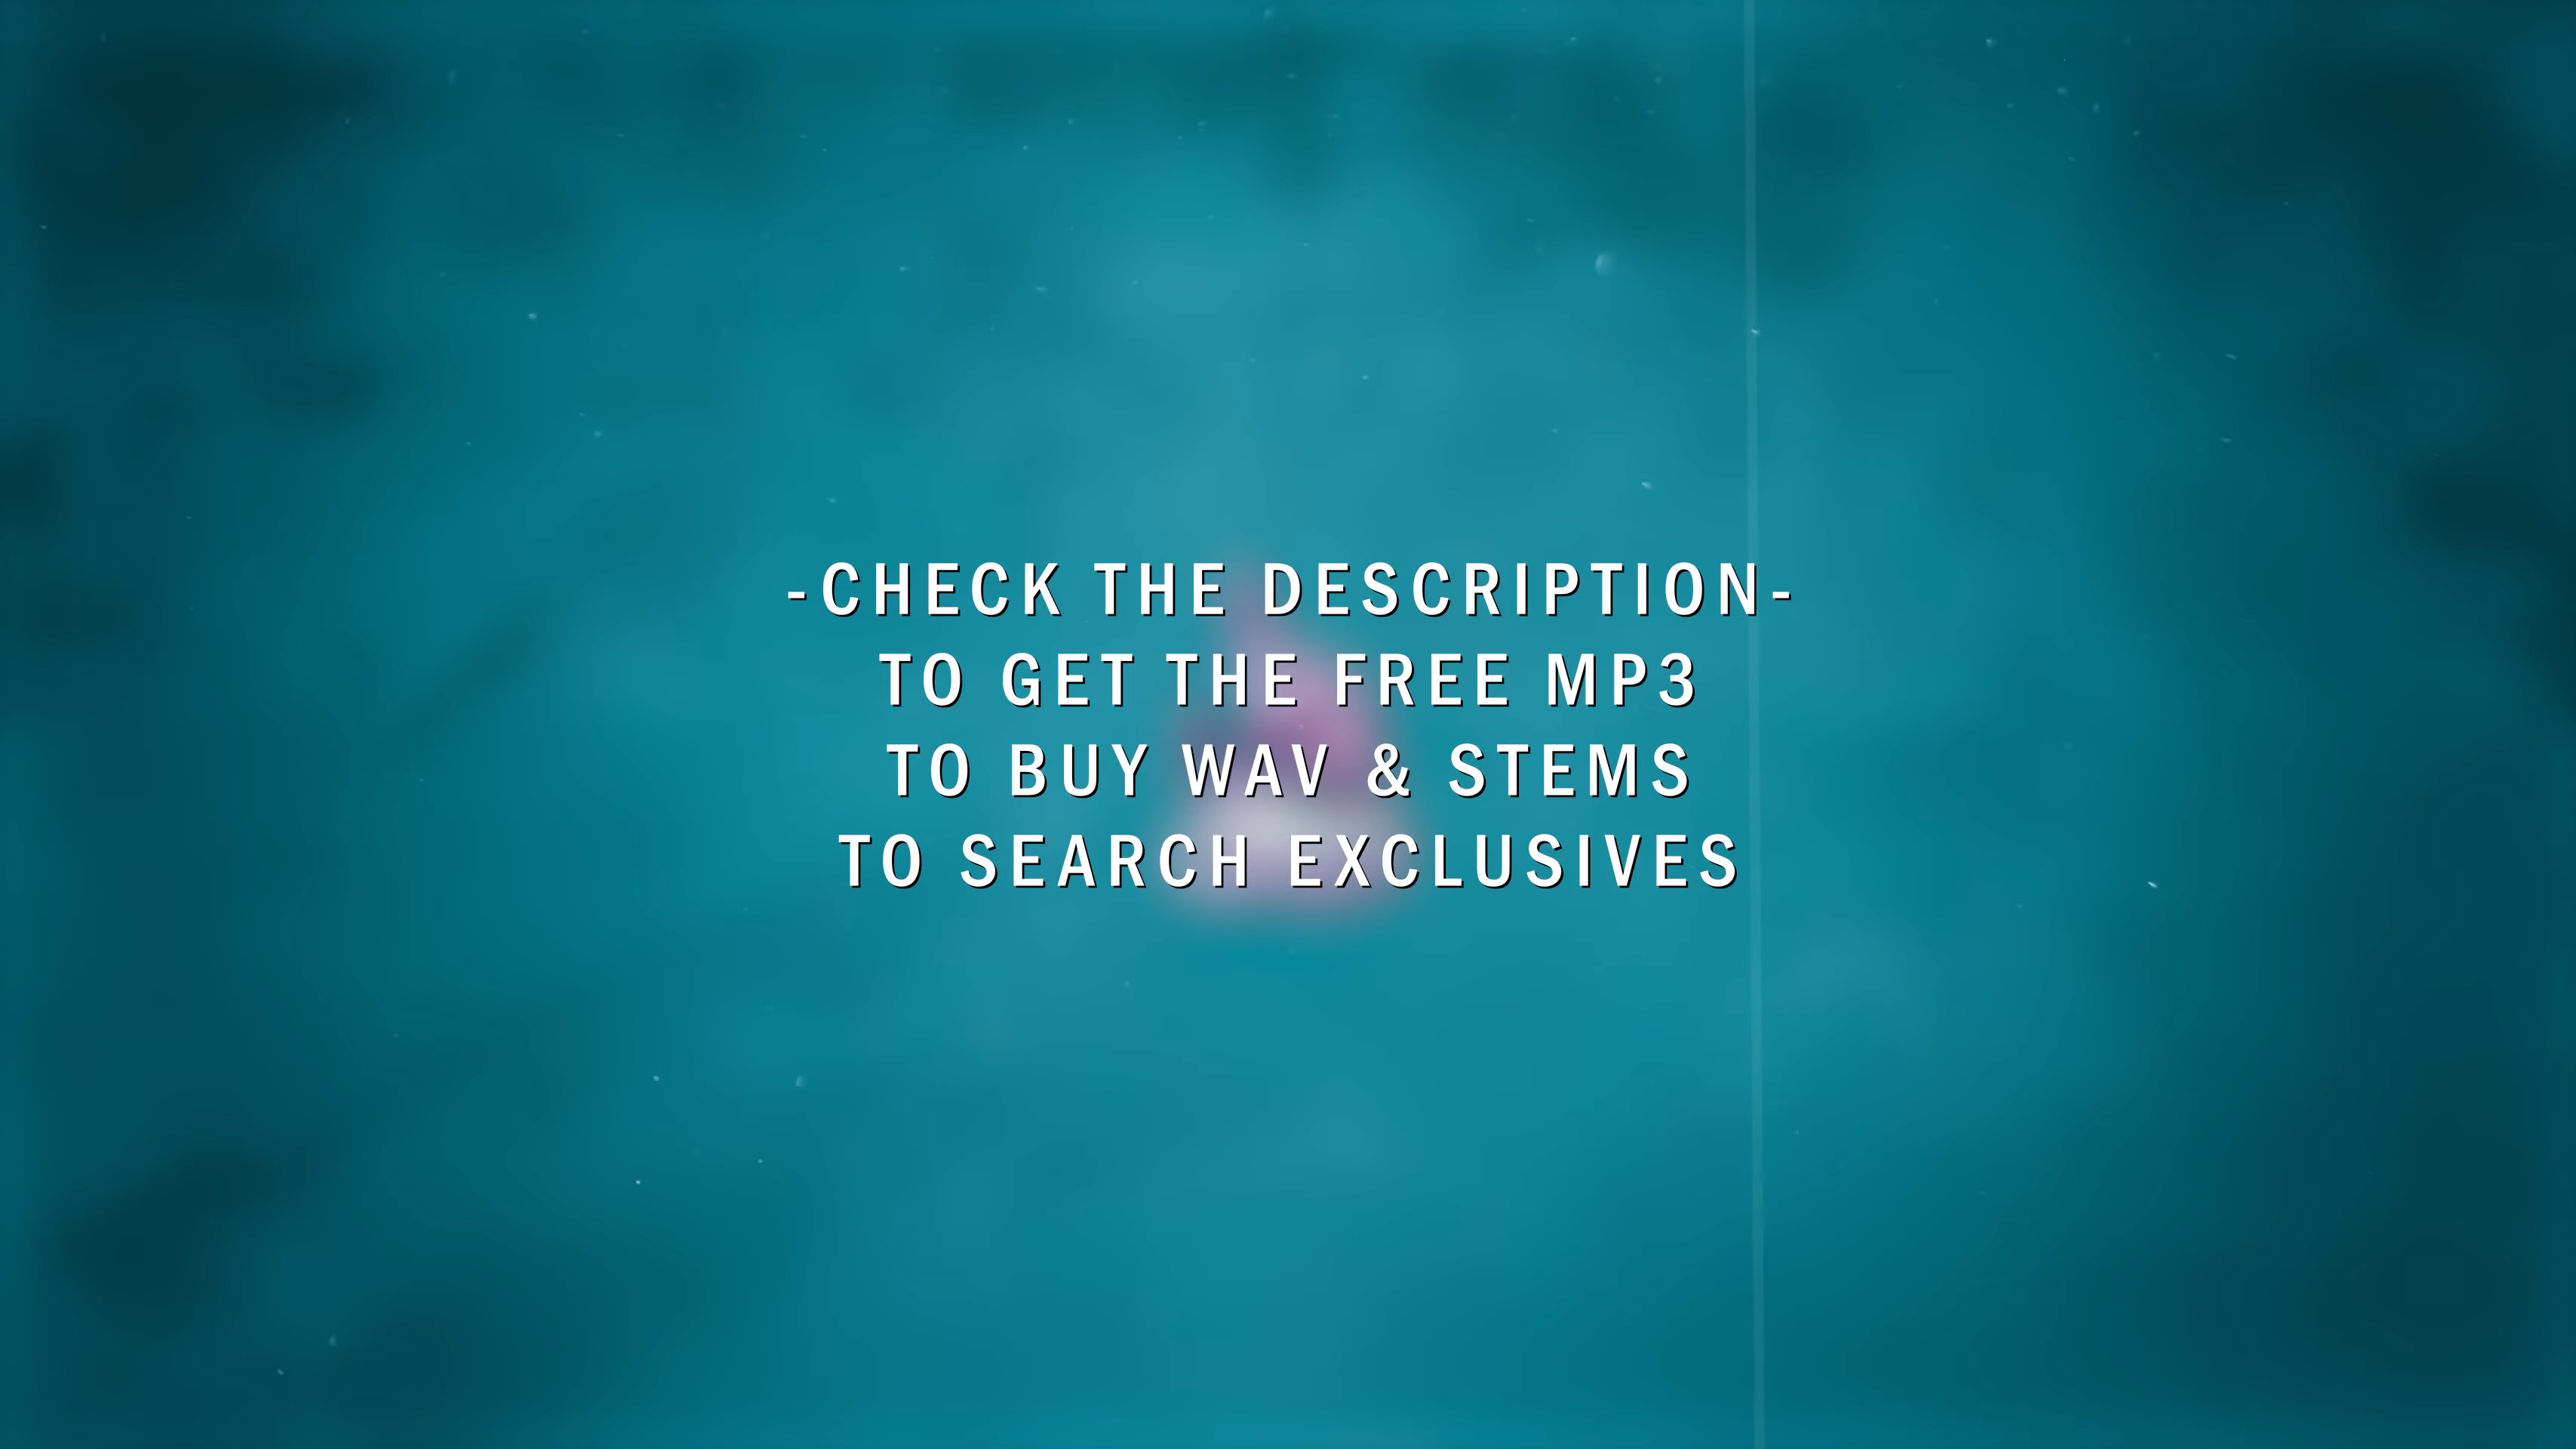 -CHECK THE DESCRIPTION-
TO GET THE FREE MP3
TO BUY WAV & STEMS
TO SEARCH EXCLUSIVES